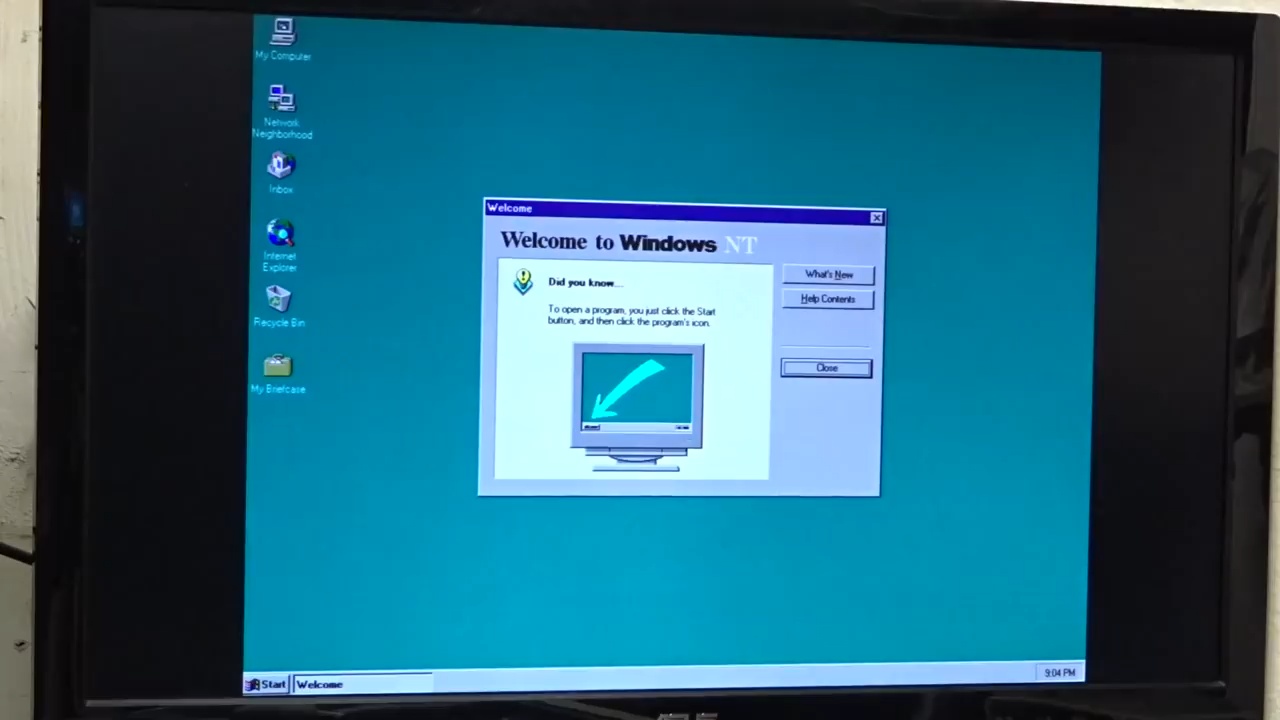 My Computer
Network
Neighborhood
Inbox
Internet
Explorer
Recycle Bin
My Briefcase
Welcome
Welcome to Windows NT
Did you know...
To open a program, you just click the Start
button, and then click the program's icon.
What's New
Help Contents
Close
Start
Welcome
9:04 PM